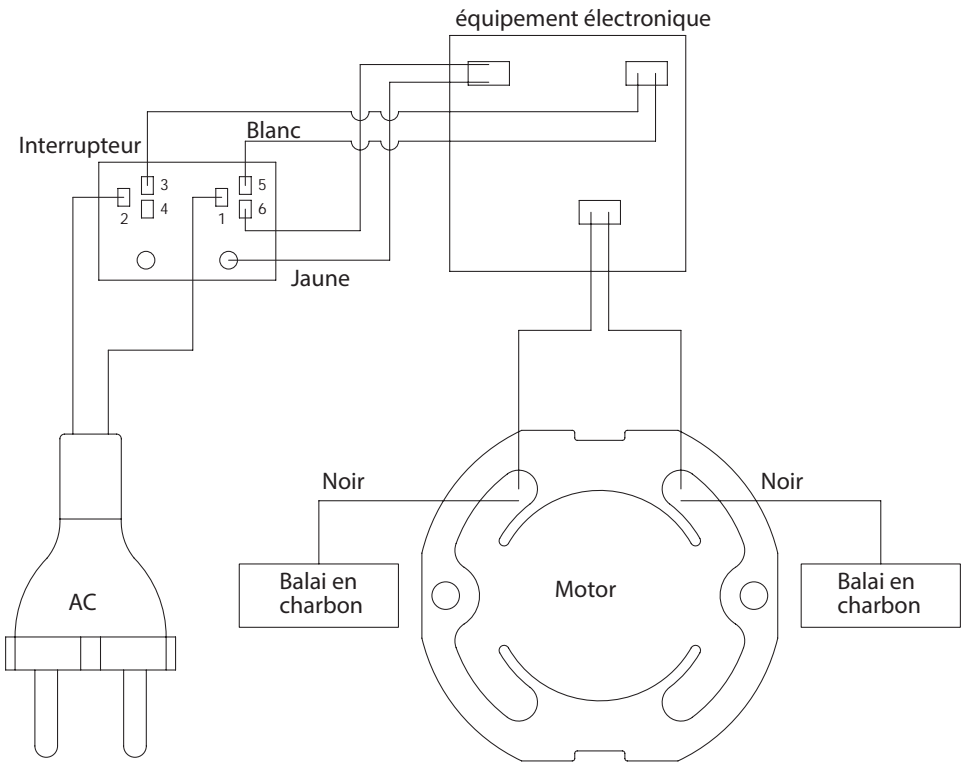 équipement électronique
Blanc
Interrupteur
3
5
4
6
2
1
Jaune
Noir
Noir
Balai en
charbon
Balai en
charbon
Motor
AC